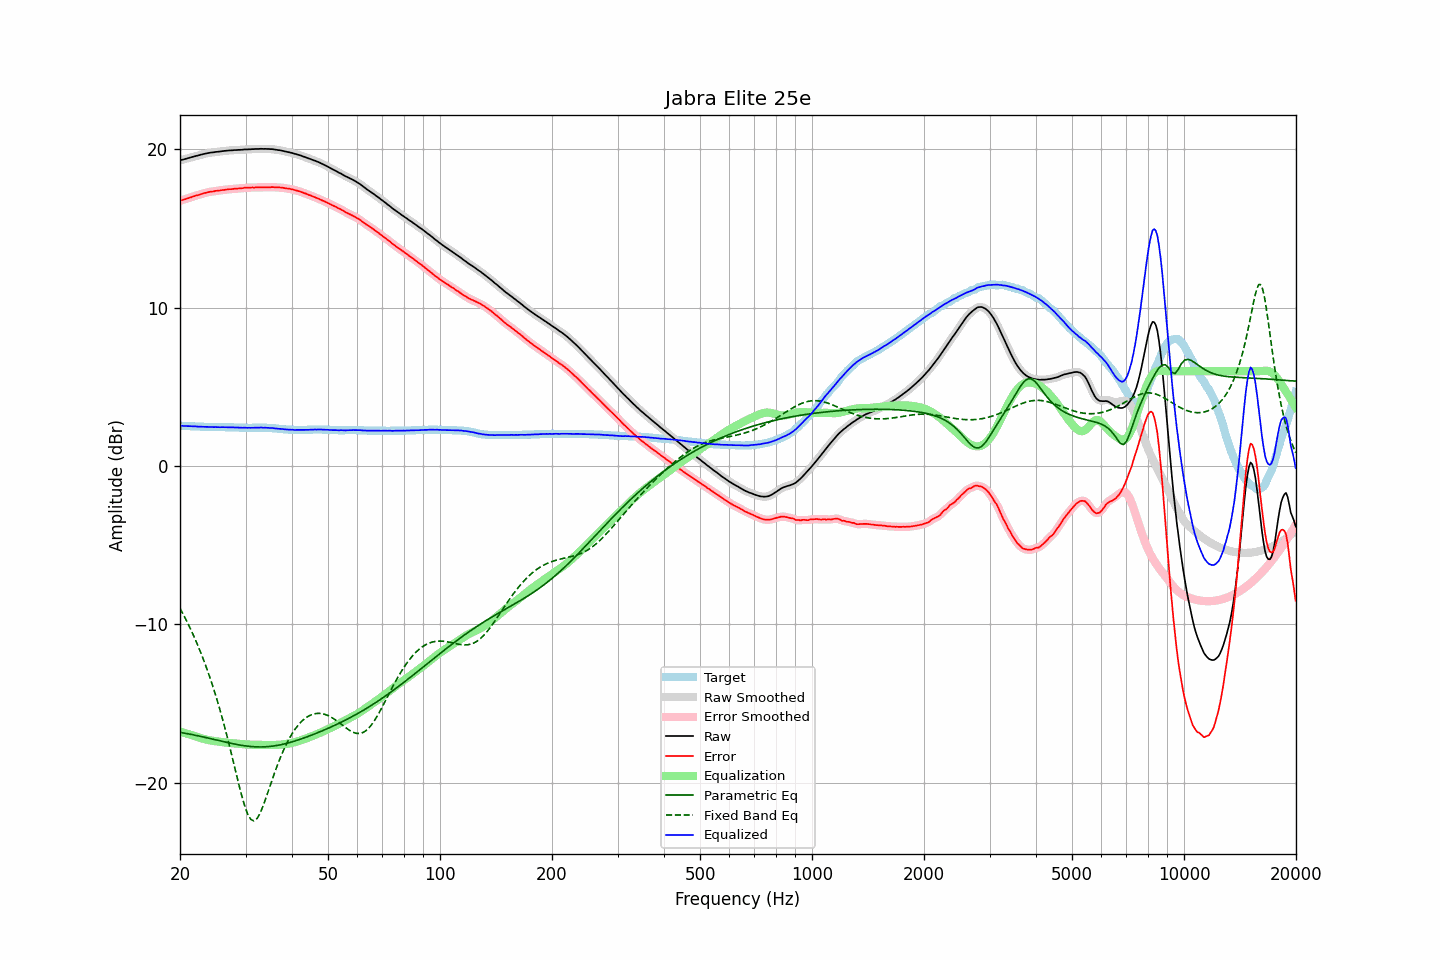 Jabra Elite 25e
Amplitude (dBr)
20
10
0
−10
−20
Target
Raw Smoothed
Error Smoothed
Raw
Error
Equalization
Parametric Eq
Fixed Band Eq
Equalized
20 50 100 200 500 1000 2000 5000 10000 20000
Frequency (Hz)